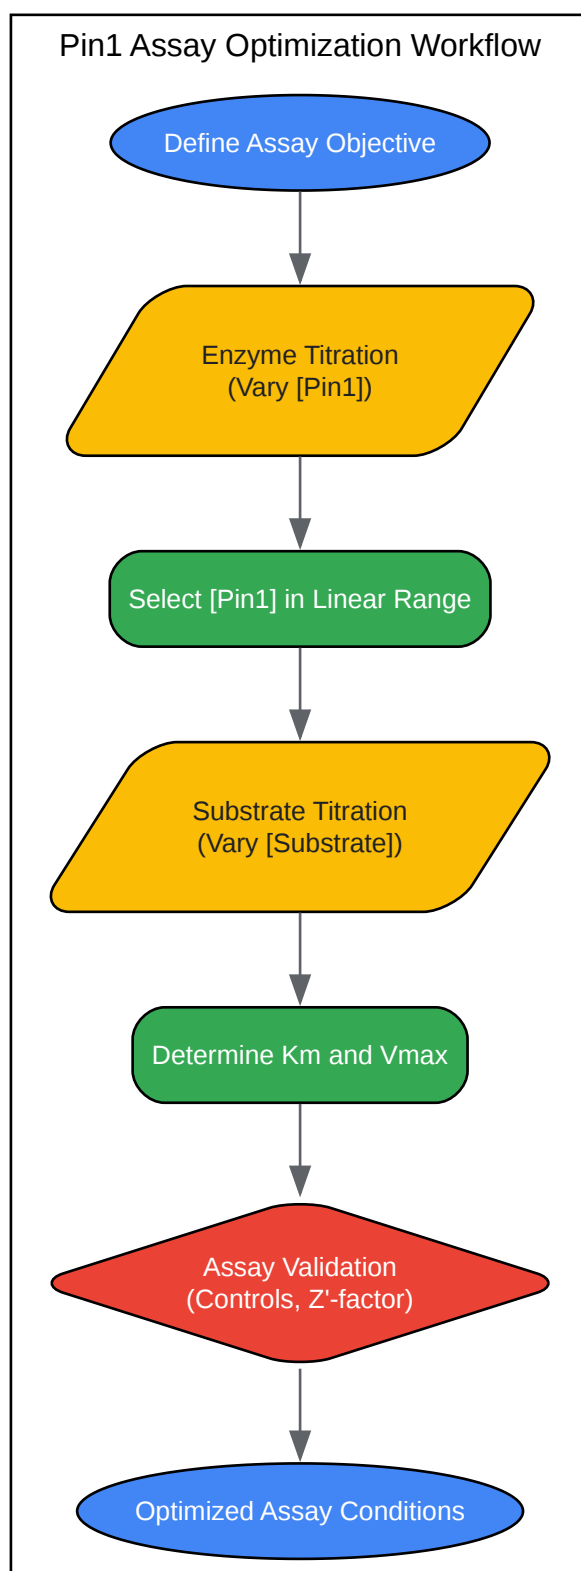 Pin1 Assay Optimization Workflow
Define Assay Objective
Enzyme Titration
(Vary [Pin1])
Select [Pin1] in Linear Range
Substrate Titration
(Vary [Substrate])
Determine Km and Vmax
Assay Validation
(Controls, Z'-factor)
Optimized Assay Conditions